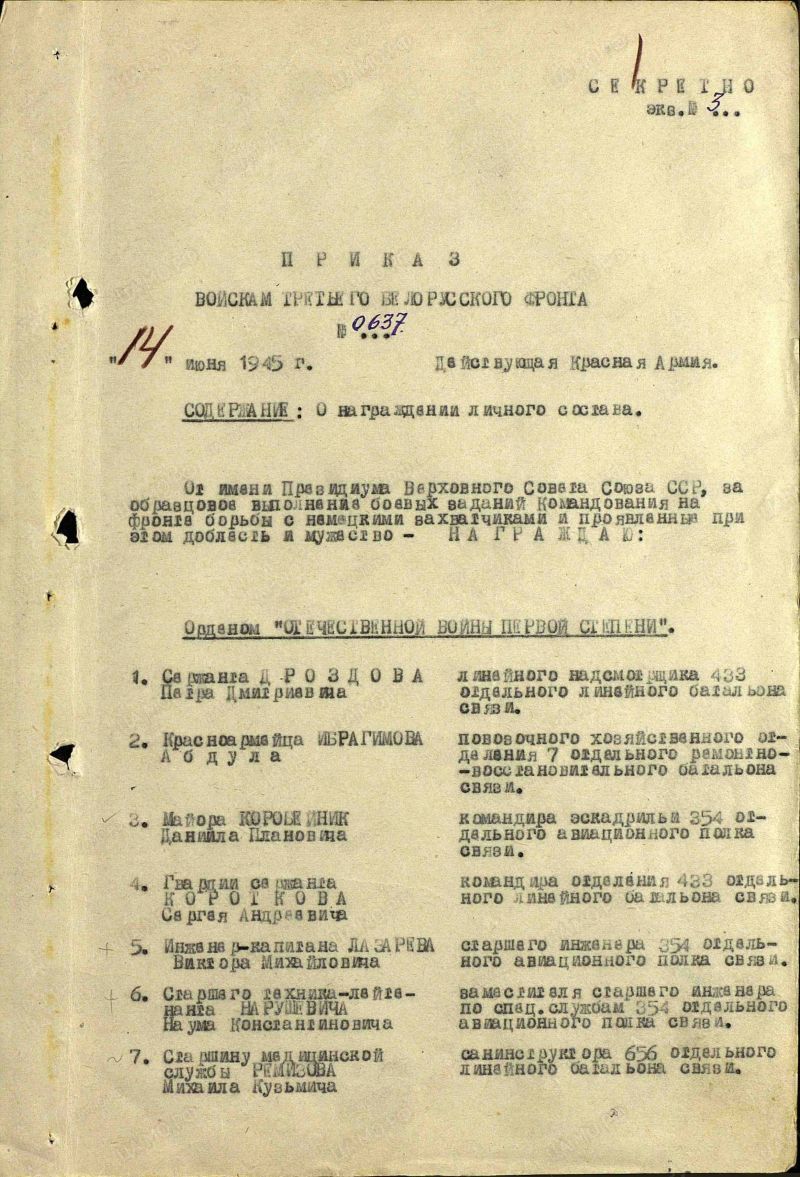 1
СЕКРЕТНО
экз.№ 3...
ПРИКАЗ
ВОЙСКАМ ТРЕТЬЕГО БЕЛОРУССКОГО ФРОНТА
№ 0637.
"14" июня 1945 г. Действующая Красная Армия.
СОДЕРЖАНИЕ: О награждении личного состава.
От имени Президиума Верховного Совета Союза ССР, за
образцовое выполнение боевых заданий Командования на
фронте борьбы с немецкими захватчиками и проявленные при
этом доблесть и мужество - НАГРАЖДАЮ:
Орденом "ОТЕЧЕСТВЕННОЙ ВОЙНЫ ПЕРВОЙ СТЕПЕНИ".
1. Сержанта ДРОЗДОВА линейного надсмотрщика 433
Петра Дмитриевича отдельного линейного батальона
связи.
2. Красноармейца ИБРАГИМОВА повозочного хозяйственного от-
Абдула деления 7 отдельного ремонтно-
-восстановительного батальона
связи.
3. Майора КОРОБЕЙНИК командира эскадрильи 354 от-
Даниила Плановича дельного авиационного полка
связи.
4. Гвардии сержанта командира отделения 433 отдель-
КОРОТКОВА ного линейного батальона связи.
Сергея Андреевича
5. Инженер-капитана ЛАЗАРЕВА старшего инженера 354 отдель-
Виктора Михайловича ного авиационного полка связи.
6. Старшего техника-лейте- заместителя старшего инженера
нанта НАРУШЕВИЧА по спец.службам 354 отдельного
Наума Константиновича авиационного полка связи.
7. Старшину медицинской санинструктора 656 отдельного
службы РЕМИЗОВА линейного батальона связи.
Михаила Кузьмича